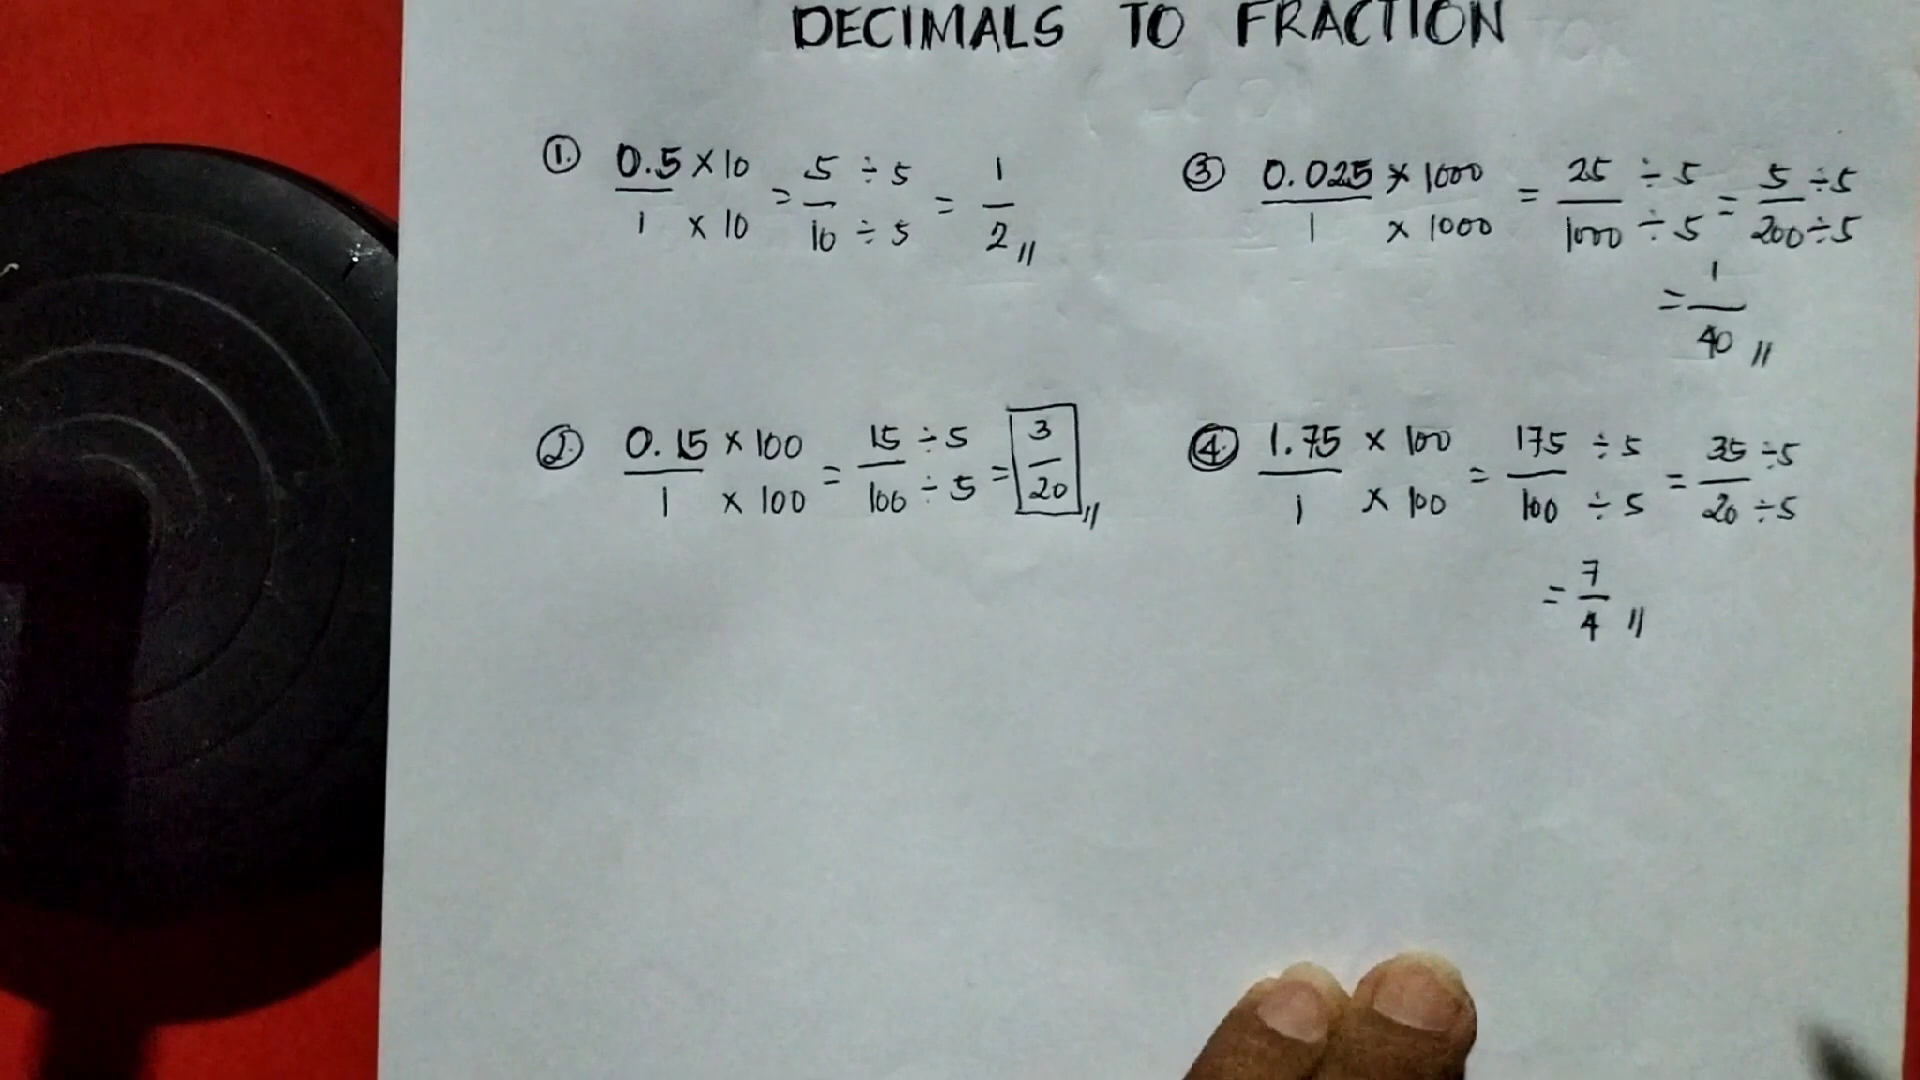 DECIMALS TO FRACTION
① 0.5/1 × 10/× 10 = 5/10 ÷ 5/÷ 5 = 1/2 //
② 0.15/1 × 100/× 100 = 15/100 ÷ 5/÷ 5 = 3/20 //
③ 0.025/1 × 1000/× 1000 = 25/1000 ÷ 5/÷ 5 = 5/200 ÷ 5/÷ 5
= 1/40 //
④ 1.75/1 × 100/× 100 = 175/100 ÷ 5/÷ 5 = 35/20 ÷ 5/÷ 5
= 7/4 //